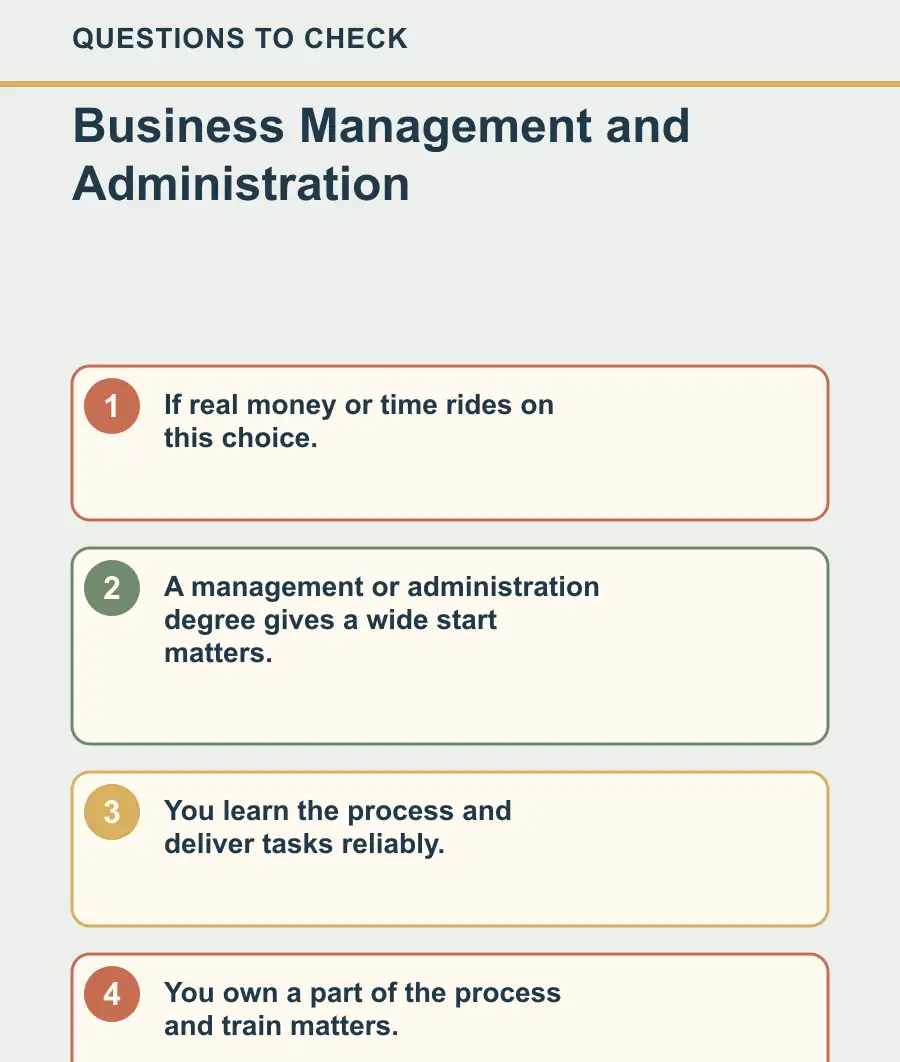 QUESTIONS TO CHECK
Business Management and
Administration
1
If real money or time rides on
this choice.
2
A management or administration
degree gives a wide start
matters.
3
You learn the process and
deliver tasks reliably.
4
You own a part of the process
and train matters.